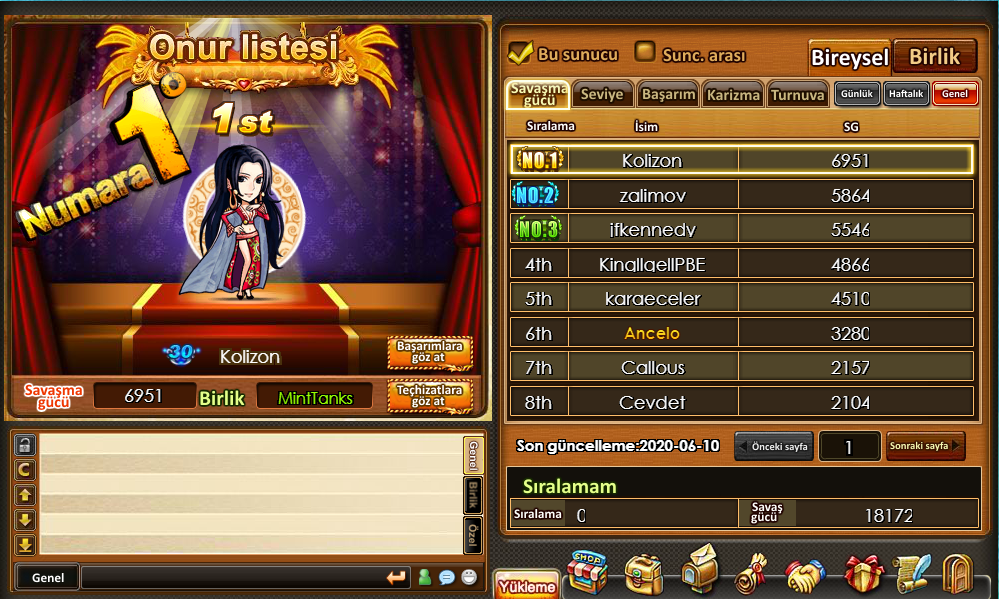 Onur listesi
Numara 1
1st
30 Kolizon
Başarımlara göz at
Savaşma gücü 6951 Birlik MintTanks
Teçhizatlara göz at
Genel
Birlik
Özel
Genel
Bu sunucu Sunc. arası Bireysel Birlik
Savaşma gücü Seviye Başarım Karizma Turnuva Günlük Haftalık Genel
Sıralama İsim SG
NO.1 Kolizon 6951
NO.2 zalimov 5864
NO.3 ifkennedv 5546
4th KingllgellPBE 4866
5th karaeceler 4510
6th Ancelo 3280
7th Callous 2157
8th Cevdet 2104
Son güncelleme:2020-06-10 Önceki sayfa 1 Sonraki sayfa
Sıralamam
Sıralama 0 Savaş gücü 18172
Yükleme SHOP